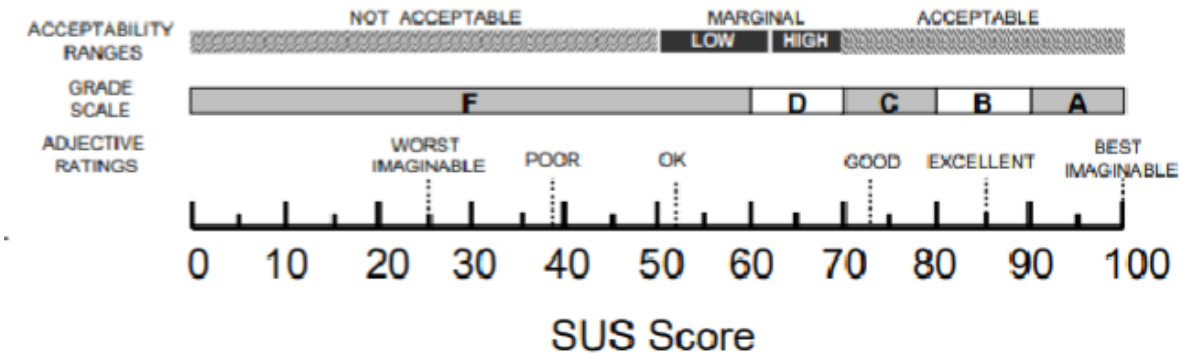 NOT ACCEPTABLE MARGINAL ACCEPTABLE
ACCEPTABILITY
RANGES
LOW HIGH
GRADE
SCALE
F D C B A
ADJECTIVE
RATINGS
WORST
IMAGINABLE
POOR
OK
GOOD
EXCELLENT
BEST
IMAGINABLE
0 10 20 30 40 50 60 70 80 90 100
SUS Score